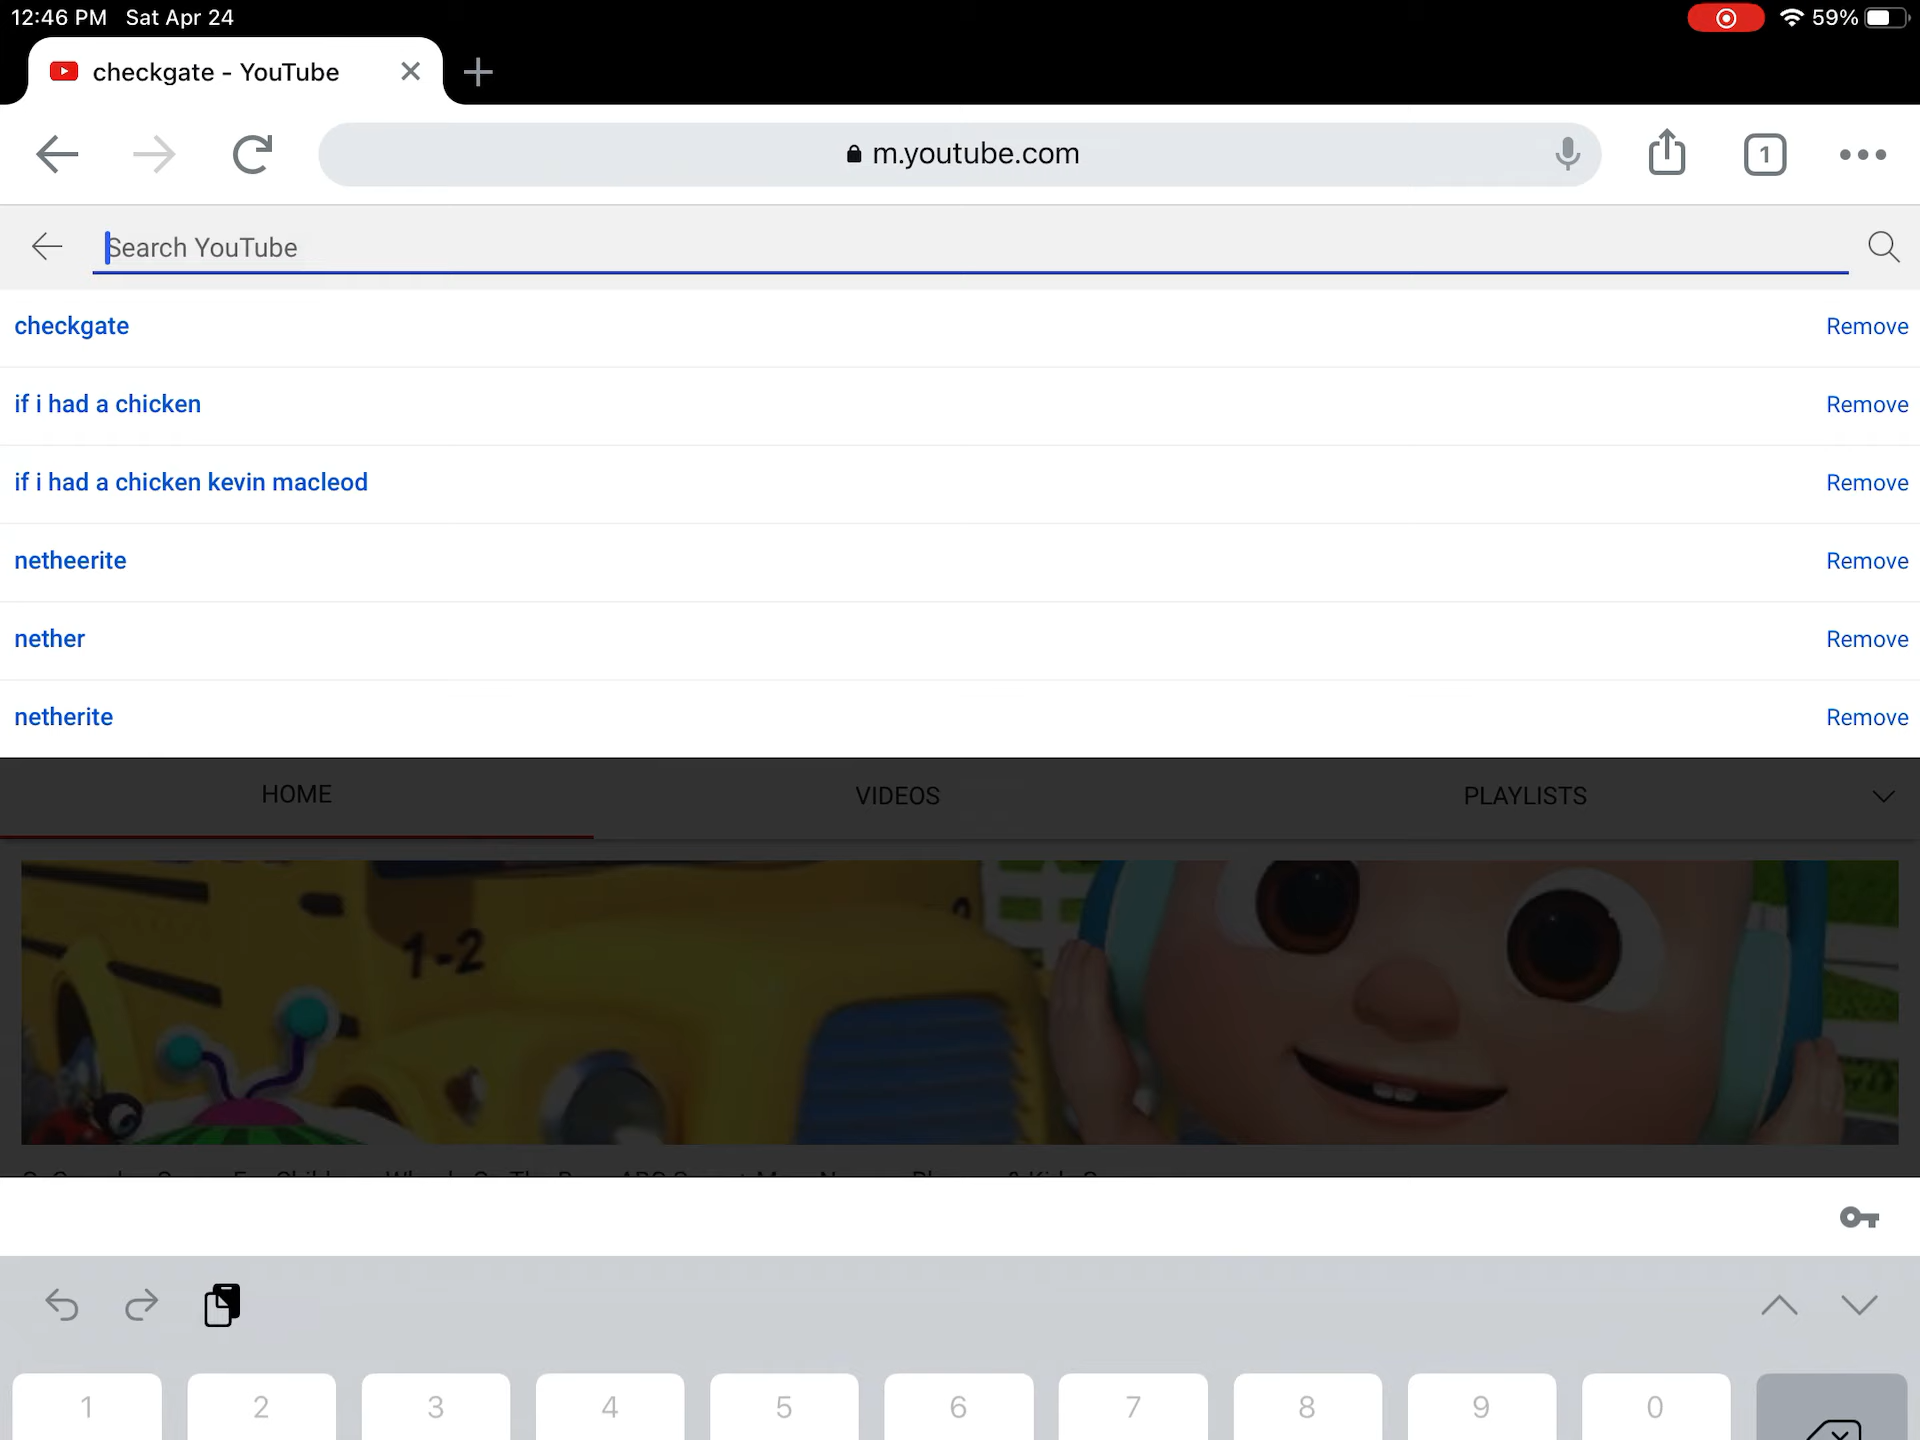 12:46 PM Sat Apr 24 59%
checkgate - YouTube
m.youtube.com
1
Search YouTube
checkgate Remove
if i had a chicken Remove
if i had a chicken kevin macleod Remove
netheerite Remove
nether Remove
netherite Remove
HOME VIDEOS PLAYLISTS
1-2
1 2 3 4 5 6 7 8 9 0